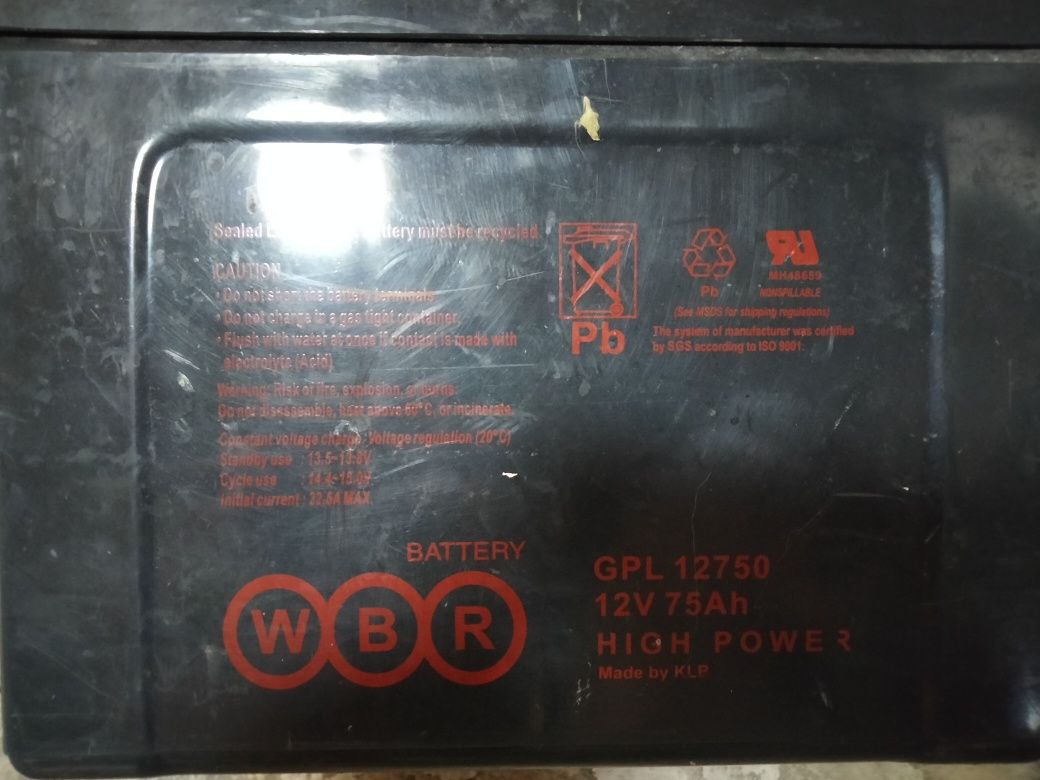 Sealed battery must be recycled.
CAUTION
· Do not short the battery terminals
· Do not charge in a gas tight container.
· Flush with water at once if contact is made with
electrolyte (Acid)
Warning: Risk of fire, explosion, or burns.
Do not disassemble, heat above 60°C, or incinerate.
Constant voltage charge Voltage regulation (20°C)
Standby use : 13.5~13.8V
Cycle use : 14.4~15.0V
Initial current : 22.5A MAX
Pb
Pb
MH48659
NONSPILLABLE
(See MSDS for shipping regulations)
The system of manufacturer was certified
by SGS according to ISO 9001.
BATTERY
WBR
GPL 12750
12V 75Ah
HIGH POWER
Made by KLB